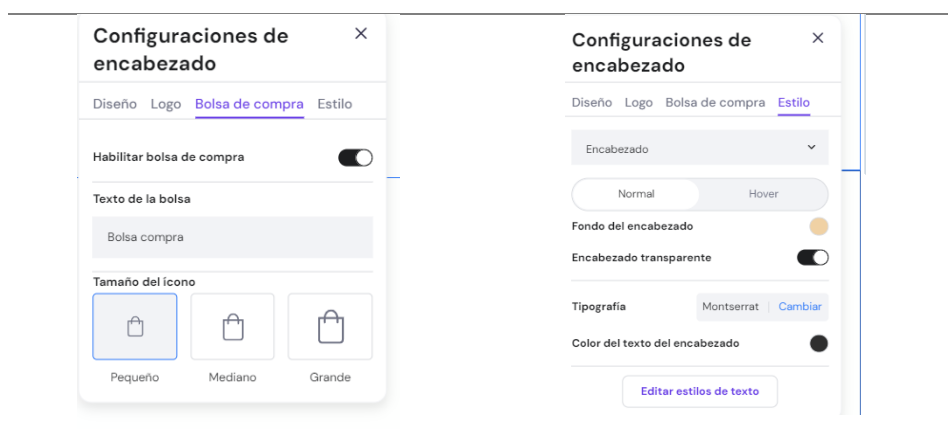 Configuraciones de
encabezado
Diseño Logo Bolsa de compra Estilo
Habilitar bolsa de compra
Texto de la bolsa
Bolsa compra
Tamaño del ícono
Pequeño Mediano Grande
Configuraciones de
encabezado
Diseño Logo Bolsa de compra Estilo
Encabezado
Normal Hover
Fondo del encabezado
Encabezado transparente
Tipografía Montserrat | Cambiar
Color del texto del encabezado
Editar estilos de texto